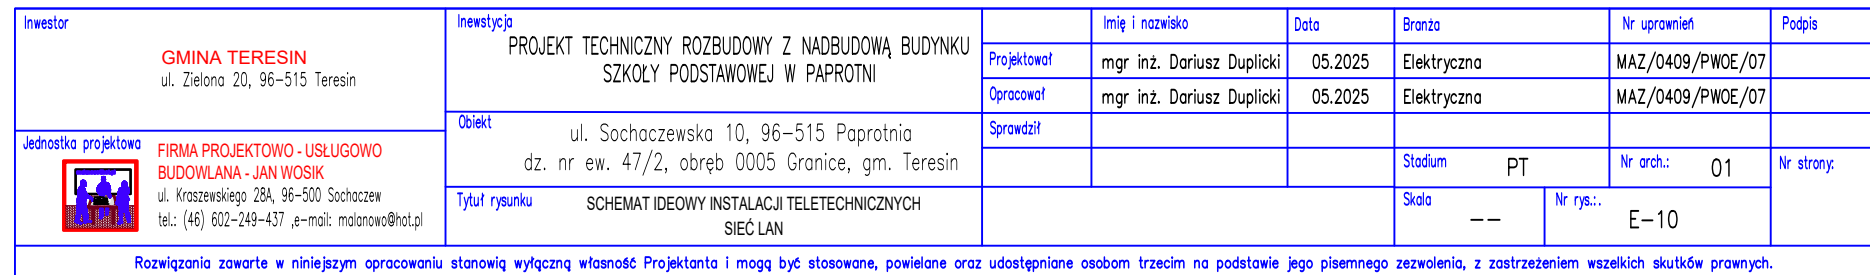 Inwestor
GMINA TERESIN
ul. Zielona 20, 96-515 Teresin
Jednostka projektowa
FIRMA PROJEKTOWO - USŁUGOWO
BUDOWLANA - JAN WOSIK
ul. Kraszewskiego 28A, 96-500 Sochaczew
tel.: (46) 602-249-437 ,e-mail: malanowo@hot.pl
Inewstycja
PROJEKT TECHNICZNY ROZBUDOWY Z NADBUDOWĄ BUDYNKU
SZKOŁY PODSTAWOWEJ W PAPROTNI
Obiekt
ul. Sochaczewska 10, 96-515 Paprotnia
dz. nr ew. 47/2, obręb 0005 Granice, gm. Teresin
Tytuł rysunku
SCHEMAT IDEOWY INSTALACJI TELETECHNICZNYCH
SIEĆ LAN
Imię i nazwisko Data Branża Nr uprawnień Podpis
Projektował mgr inż. Dariusz Duplicki 05.2025 Elektryczna MAZ/0409/PWOE/07
Opracował mgr inż. Dariusz Duplicki 05.2025 Elektryczna MAZ/0409/PWOE/07
Sprawdził
Stadium PT Nr arch.: 01 Nr strony:
Skala -- Nr rys.:. E-10
Rozwiązania zawarte w niniejszym opracowaniu stanowią wyłączną własność Projektanta i mogą być stosowane, powielane oraz udostępniane osobom trzecim na podstawie jego pisemnego zezwolenia, z zastrzeżeniem wszelkich skutków prawnych.